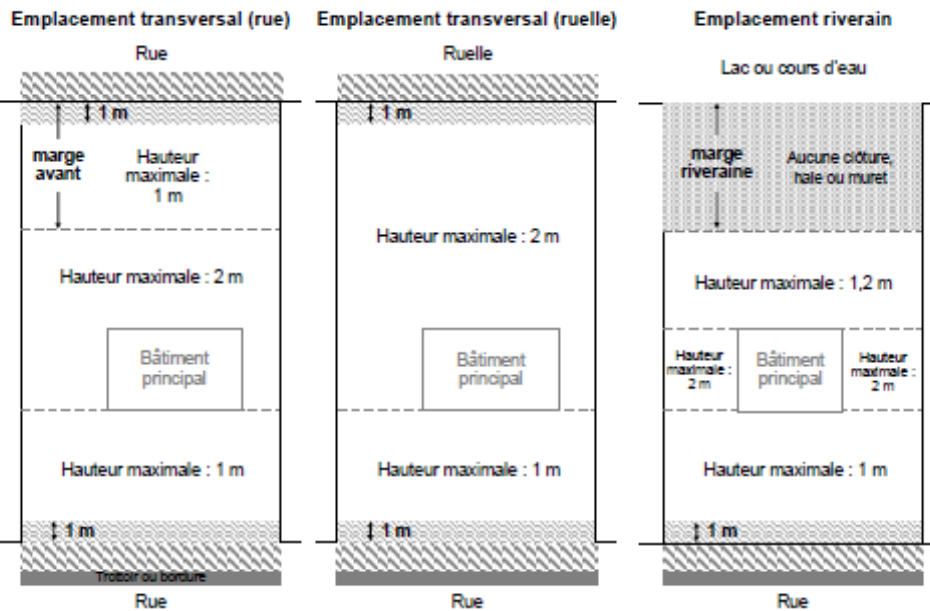 Emplacement transversal (rue)
Rue
1 m
marge
avant
Hauteur
maximale :
1 m
Hauteur maximale : 2 m
Bâtiment
principal
Hauteur maximale : 1 m
1 m
Trottoir ou bordure
Rue
Emplacement transversal (ruelle)
Ruelle
1 m
Hauteur maximale : 2 m
Bâtiment
principal
Hauteur maximale : 1 m
1 m
Rue
Emplacement riverain
Lac ou cours d'eau
marge
riveraine
Aucune clôture,
haie ou muret
Hauteur maximale : 1,2 m
Hauteur
maximale :
2 m
Bâtiment
principal
Hauteur
maximale :
2 m
Hauteur maximale : 1 m
1 m
Rue